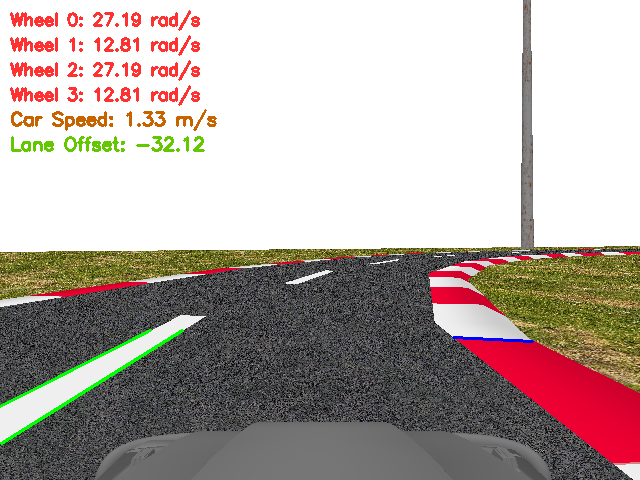 Wheel 0: 27.19 rad/s
Wheel 1: 12.81 rad/s
Wheel 2: 27.19 rad/s
Wheel 3: 12.81 rad/s
Car Speed: 1.33 m/s
Lane Offset: -32.12